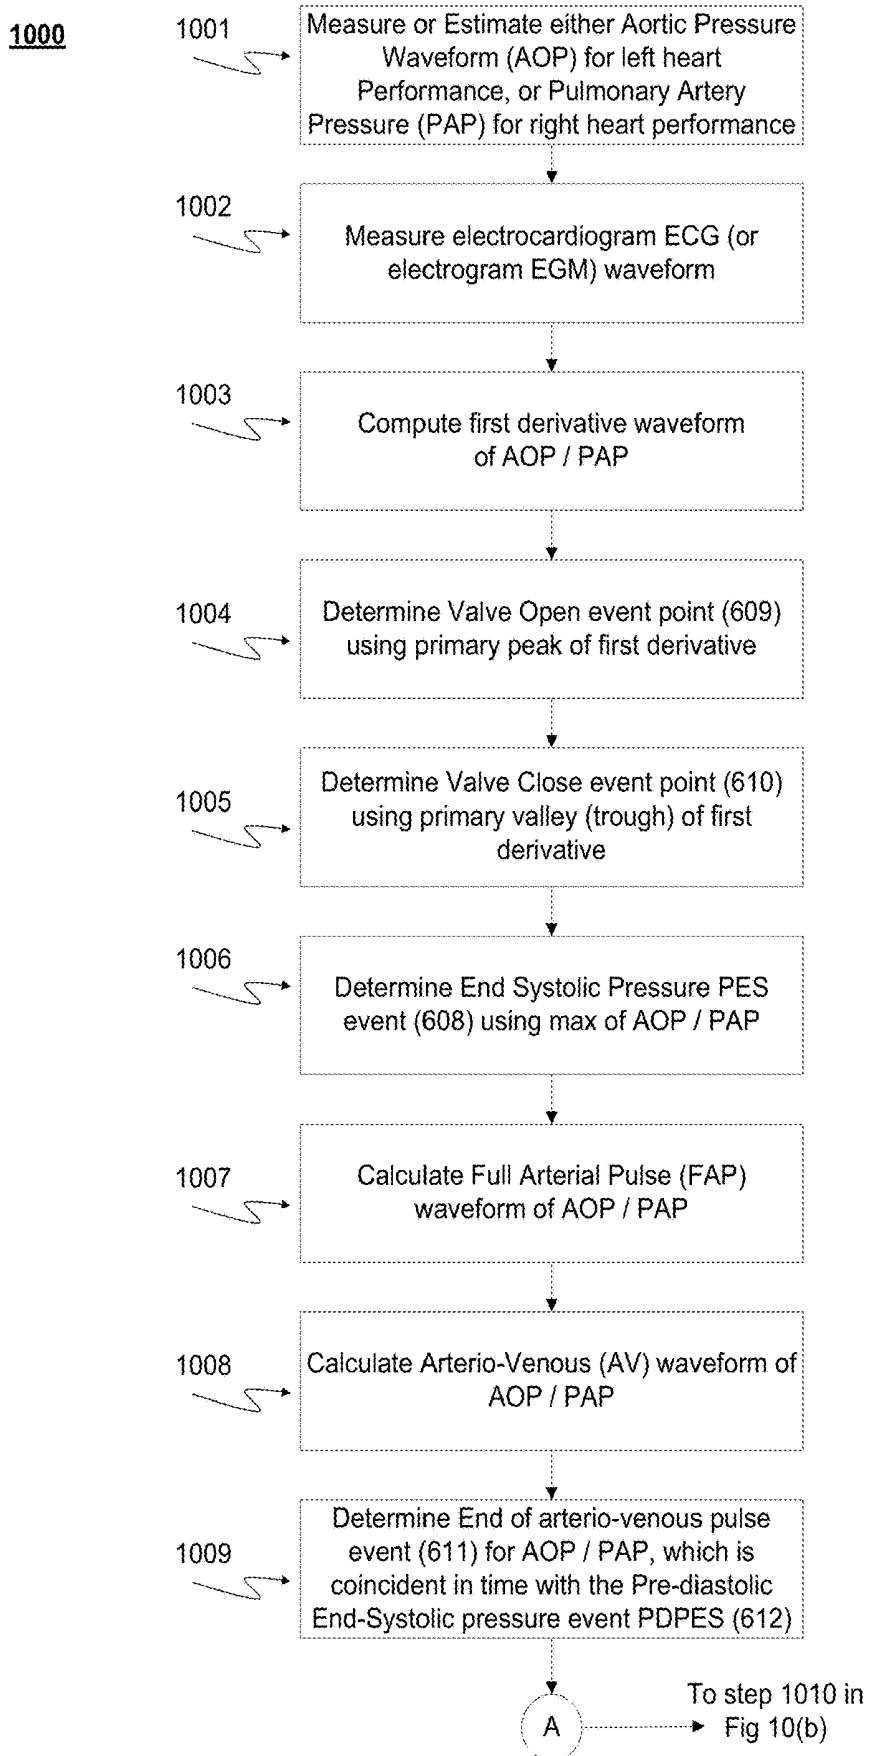 1000
1001
Measure or Estimate either Aortic Pressure
Waveform (AOP) for left heart
Performance, or Pulmonary Artery
Pressure (PAP) for right heart performance
1002
Measure electrocardiogram ECG (or
electrogram EGM) waveform
1003
Compute first derivative waveform
of AOP / PAP
1004
Determine Valve Open event point (609)
using primary peak of first derivative
1005
Determine Valve Close event point (610)
using primary valley (trough) of first
derivative
1006
Determine End Systolic Pressure PES
event (608) using max of AOP / PAP
1007
Calculate Full Arterial Pulse (FAP)
waveform of AOP / PAP
1008
Calculate Arterio-Venous (AV) waveform of
AOP / PAP
1009
Determine End of arterio-venous pulse
event (611) for AOP / PAP, which is
coincident in time with the Pre-diastolic
End-Systolic pressure event PDPES (612)
A
To step 1010 in
Fig 10(b)